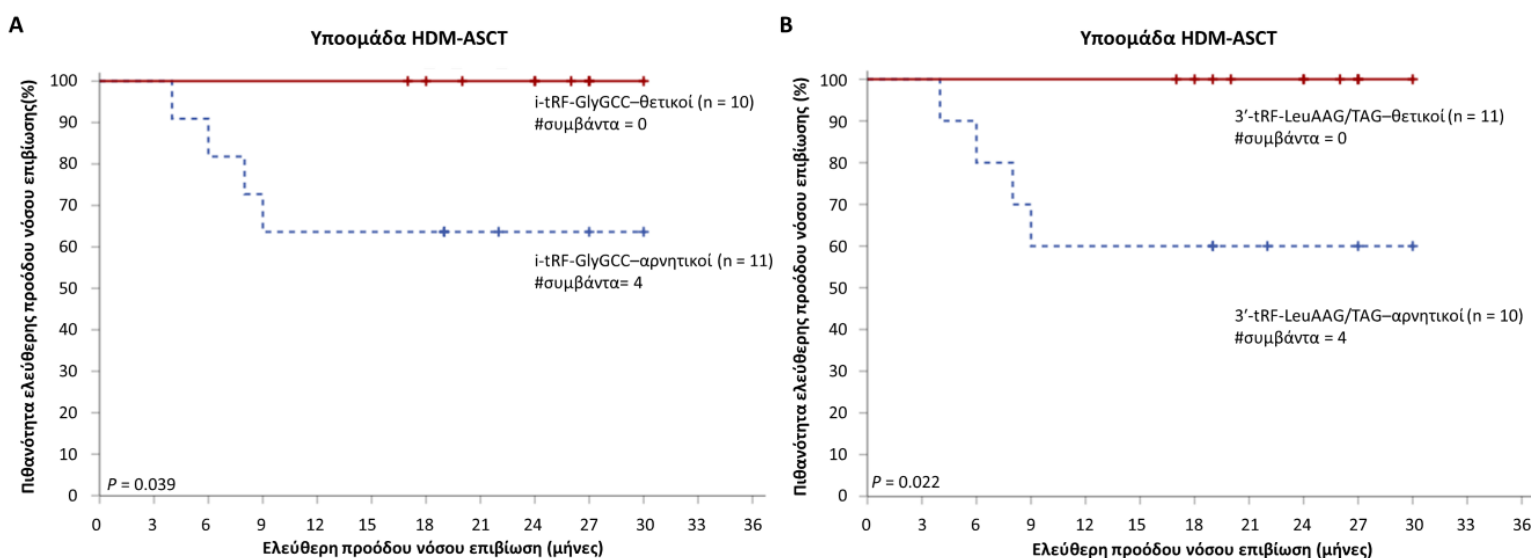 A
Υποομάδα HDM-ASCT
Πιθανότητα ελεύθερης προόδου νόσου επιβίωσης(%)
100
90
80
70
60
50
40
30
20
10
0
i-tRF-GlyGCC–θετικοί (n = 10)
#συμβάντα = 0
i-tRF-GlyGCC–αρνητικοί (n = 11)
#συμβάντα= 4
P = 0.039
0 3 6 9 12 15 18 21 24 27 30 33 36
Ελεύθερη προόδου νόσου επιβίωση (μήνες)
B
Υποομάδα HDM-ASCT
Πιθανότητα ελεύθερης προόδου νόσου επιβίωσης (%)
100
90
80
70
60
50
40
30
20
10
0
3′-tRF-LeuAAG/TAG–θετικοί (n = 11)
#συμβάντα = 0
3′-tRF-LeuAAG/TAG–αρνητικοί (n = 10)
#συμβάντα = 4
P = 0.022
0 3 6 9 12 15 18 21 24 27 30 33 36
Ελεύθερη προόδου νόσου επιβίωση (μήνες)